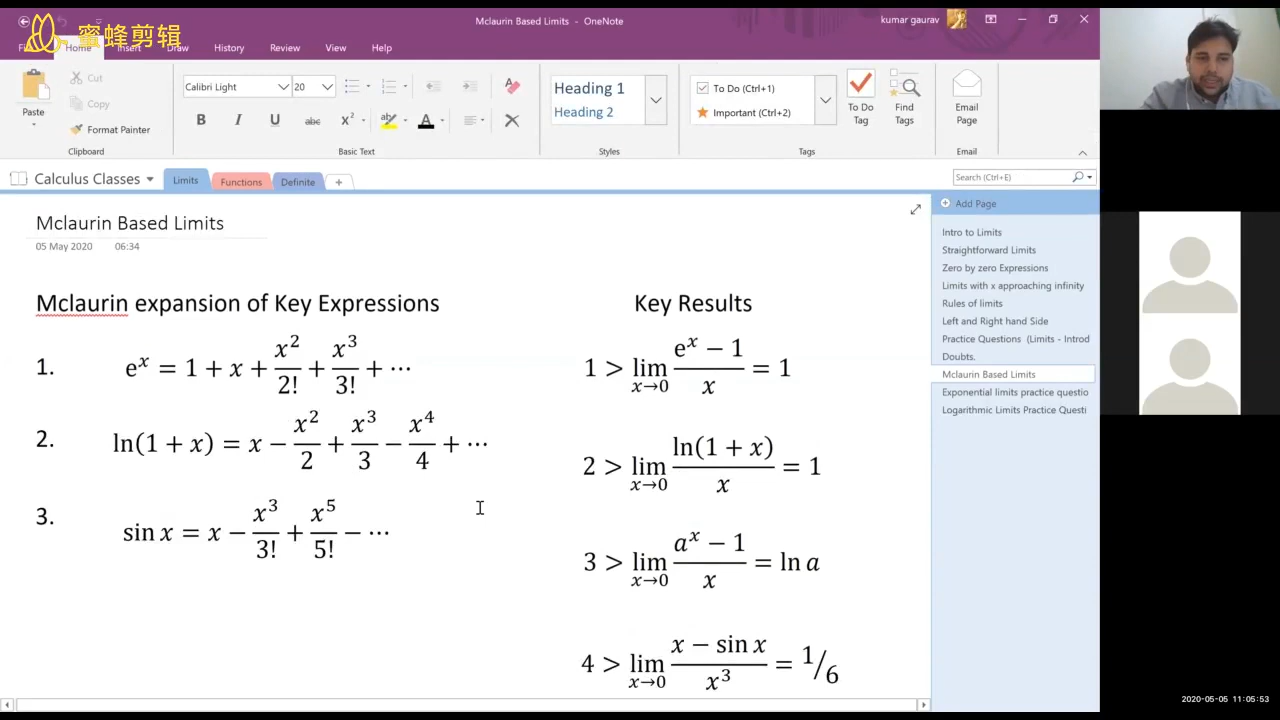 Mclaurin Based Limits - OneNote
kumar gaurav
蜜蜂剪辑
Home
Insert
Draw
History
Review
View
Help
Paste
Cut
Copy
Format Painter
Clipboard
Calibri Light
20
B I U abc x²
A
Basic Text
Heading 1
Heading 2
Styles
To Do (Ctrl+1)
Important (Ctrl+2)
Tags
To Do
Tag
Find
Tags
Email
Page
Email
Calculus Classes
Limits
Functions
Definite
Search (Ctrl+E)
Mclaurin Based Limits
05 May 2020 06:34
Mclaurin expansion of Key Expressions
1. e^x = 1 + x + x^2/2! + x^3/3! + ⋯
2. ln(1 + x) = x − x^2/2 + x^3/3 − x^4/4 + ⋯
3. sin x = x − x^3/3! + x^5/5! − ⋯
Key Results
1 > lim x→0 (e^x − 1)/x = 1
2 > lim x→0 ln(1 + x)/x = 1
3 > lim x→0 (a^x − 1)/x = ln a
4 > lim x→0 (x − sin x)/x^3 = 1/6
Add Page
Intro to Limits
Straightforward Limits
Zero by zero Expressions
Limits with x approaching infinity
Rules of limits
Left and Right hand Side
Practice Questions (Limits - Introd
Doubts.
Mclaurin Based Limits
Exponential limits practice questio
Logarithmic Limits Practice Questi
2020-05-05 11:05:53